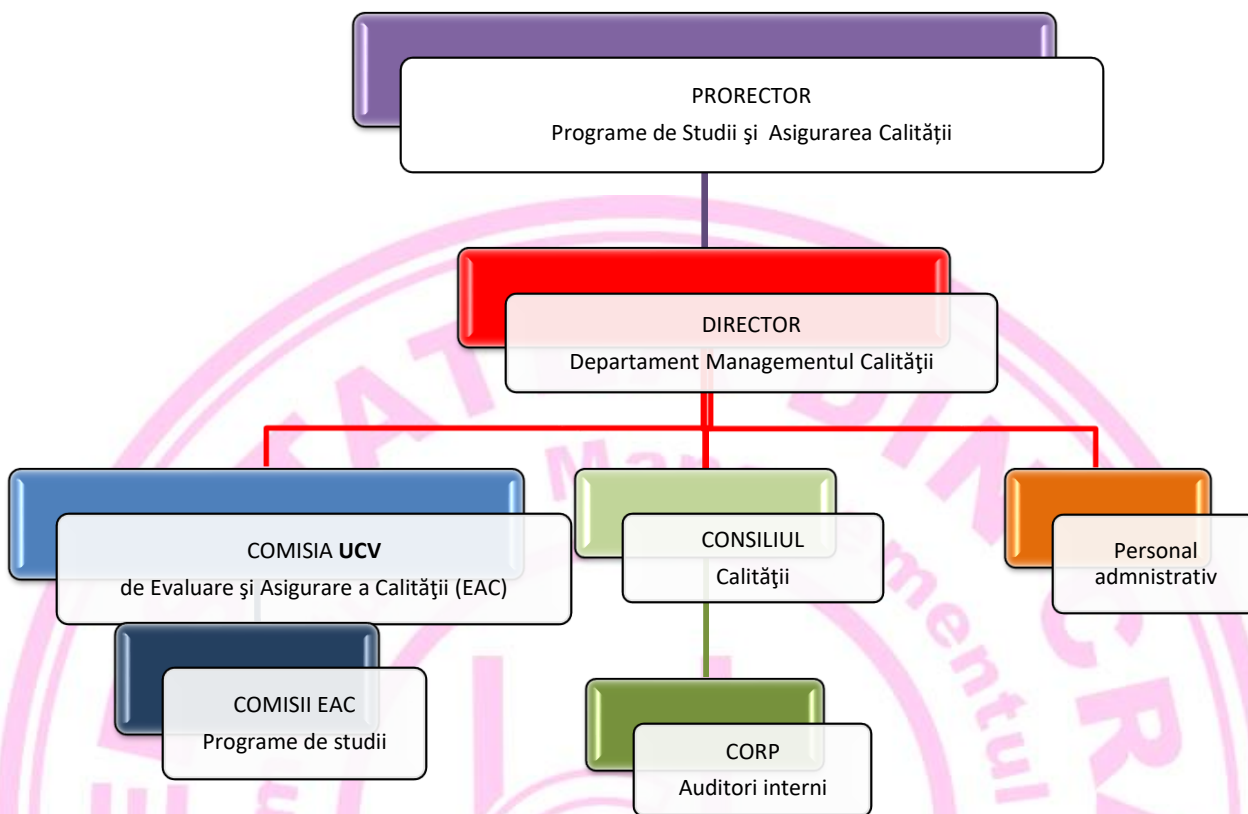 PRORECTOR
Programe de Studii şi Asigurarea Calității
DIRECTOR
Departament Managementul Calităţii
COMISIA UCV
de Evaluare şi Asigurare a Calităţii (EAC)
CONSILIUL
Calităţii
Personal
admnistrativ
COMISII EAC
Programe de studii
CORP
Auditori interni